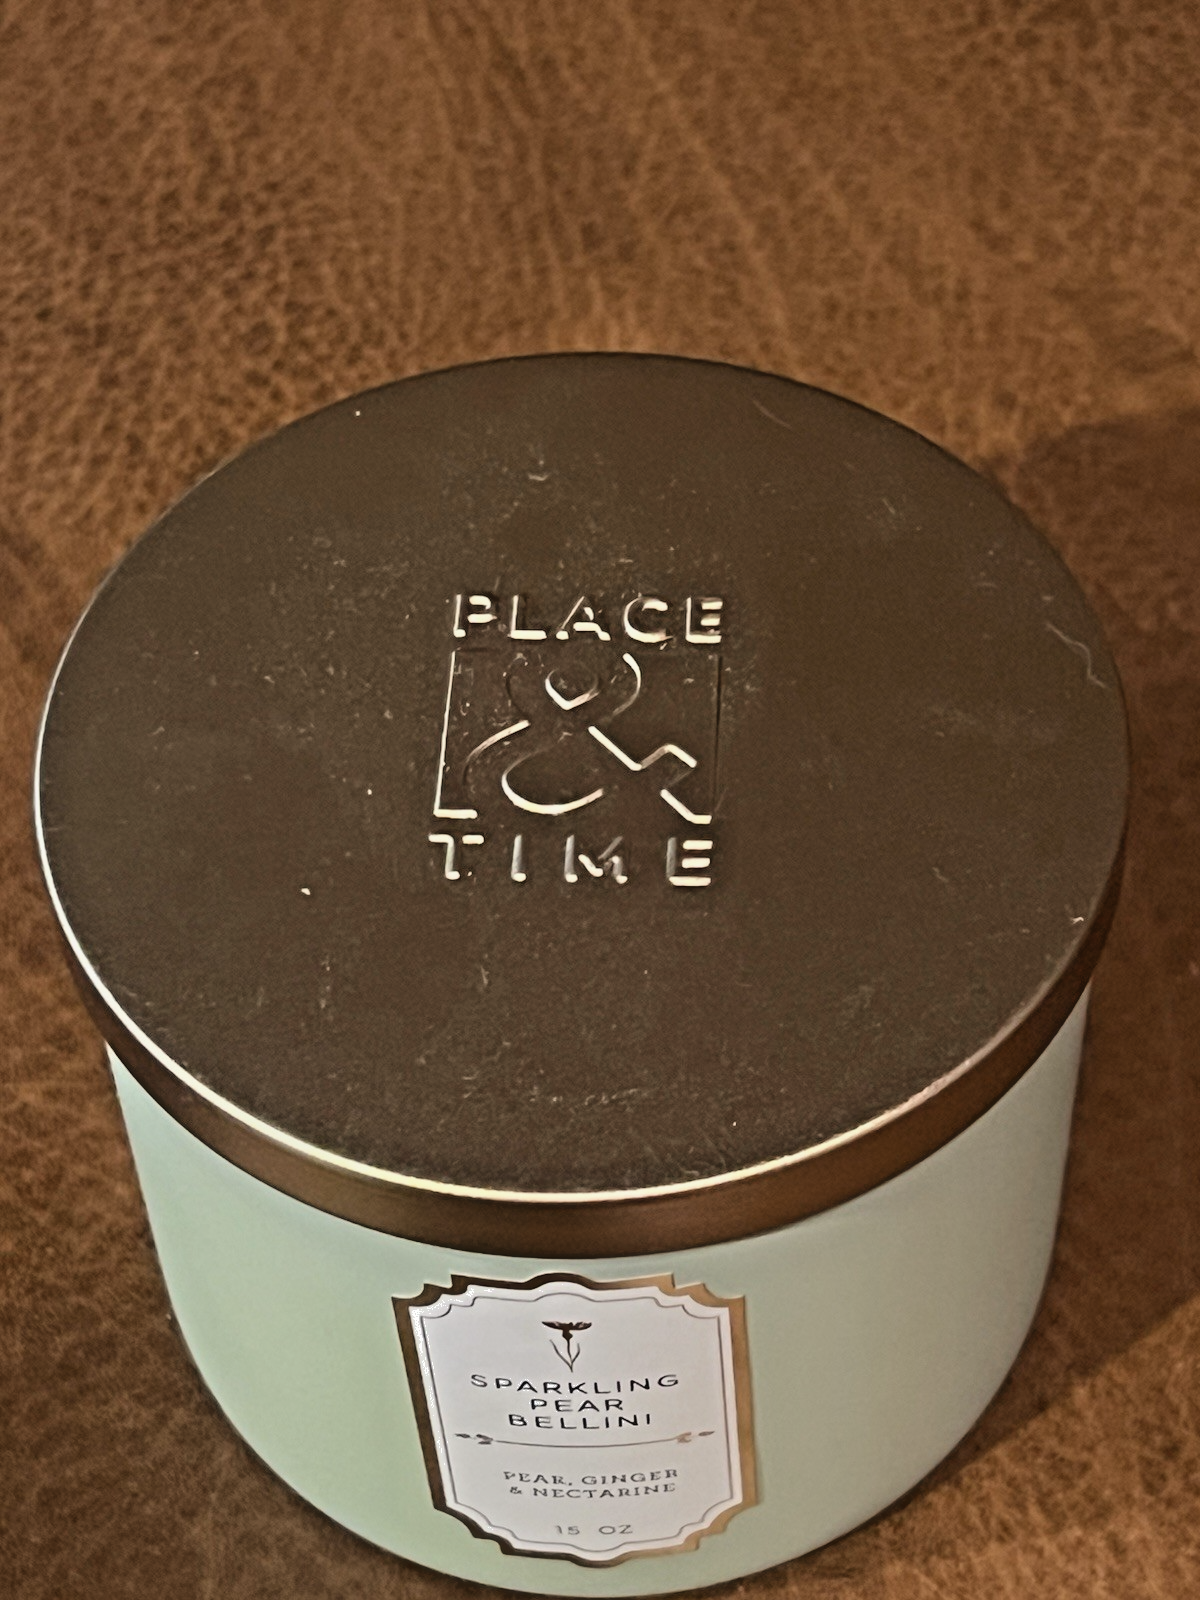 PLACE
&
TIME
SPARKLING
PEAR
BELLINI
PEAR, GINGER
& NECTARINE
15 OZ